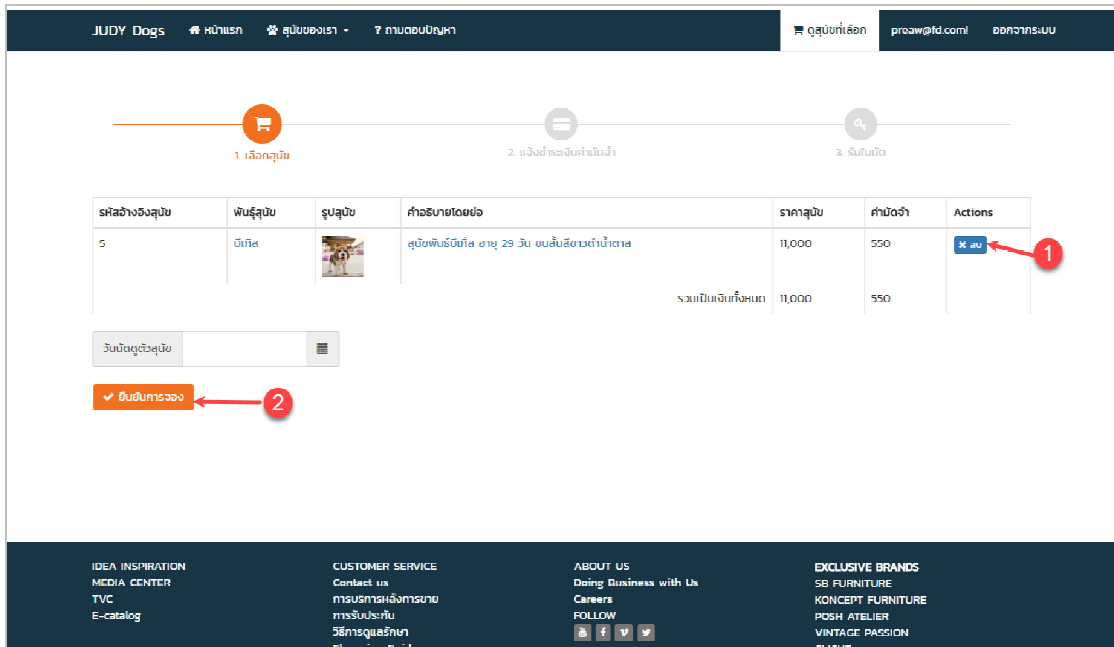 JUDY Dogs หน้าแรก สุนัขของเรา ? ถามตอบปัญหา ดูสุนัขที่เลือก preaw@fd.com! ออกจากระบบ
1. เลือกสุนัข 2. แจ้งชำระเงินค่ามัดจำ 3. รับใบนัด
รหัสอ้างอิงสุนัข พันธุ์สุนัข รูปสุนัข คำอธิบายโดยย่อ ราคาสุนัข ค่ามัดจำ Actions
5 บีเกิล สุนัขพันธ์บีเกิ้ล อายุ 29 วัน ขนสั้นสีขาวดำน้ำตาล 11,000 550 ลบ
1
รวมเป็นเงินทั้งหมด 11,000 550
วันนัดดูตัวสุนัข
ยืนยันการจอง
2
IDEA INSPIRATION CUSTOMER SERVICE ABOUT US EXCLUSIVE BRANDS
MEDIA CENTER Contact us Doing Business with Us SB FURNITURE
TVC การบริการหลังการขาย Careers KONCEPT FURNITURE
E-catalog การรับประกัน FOLLOW POSH ATELIER
วิธีการดูแลรักษา VINTAGE PASSION